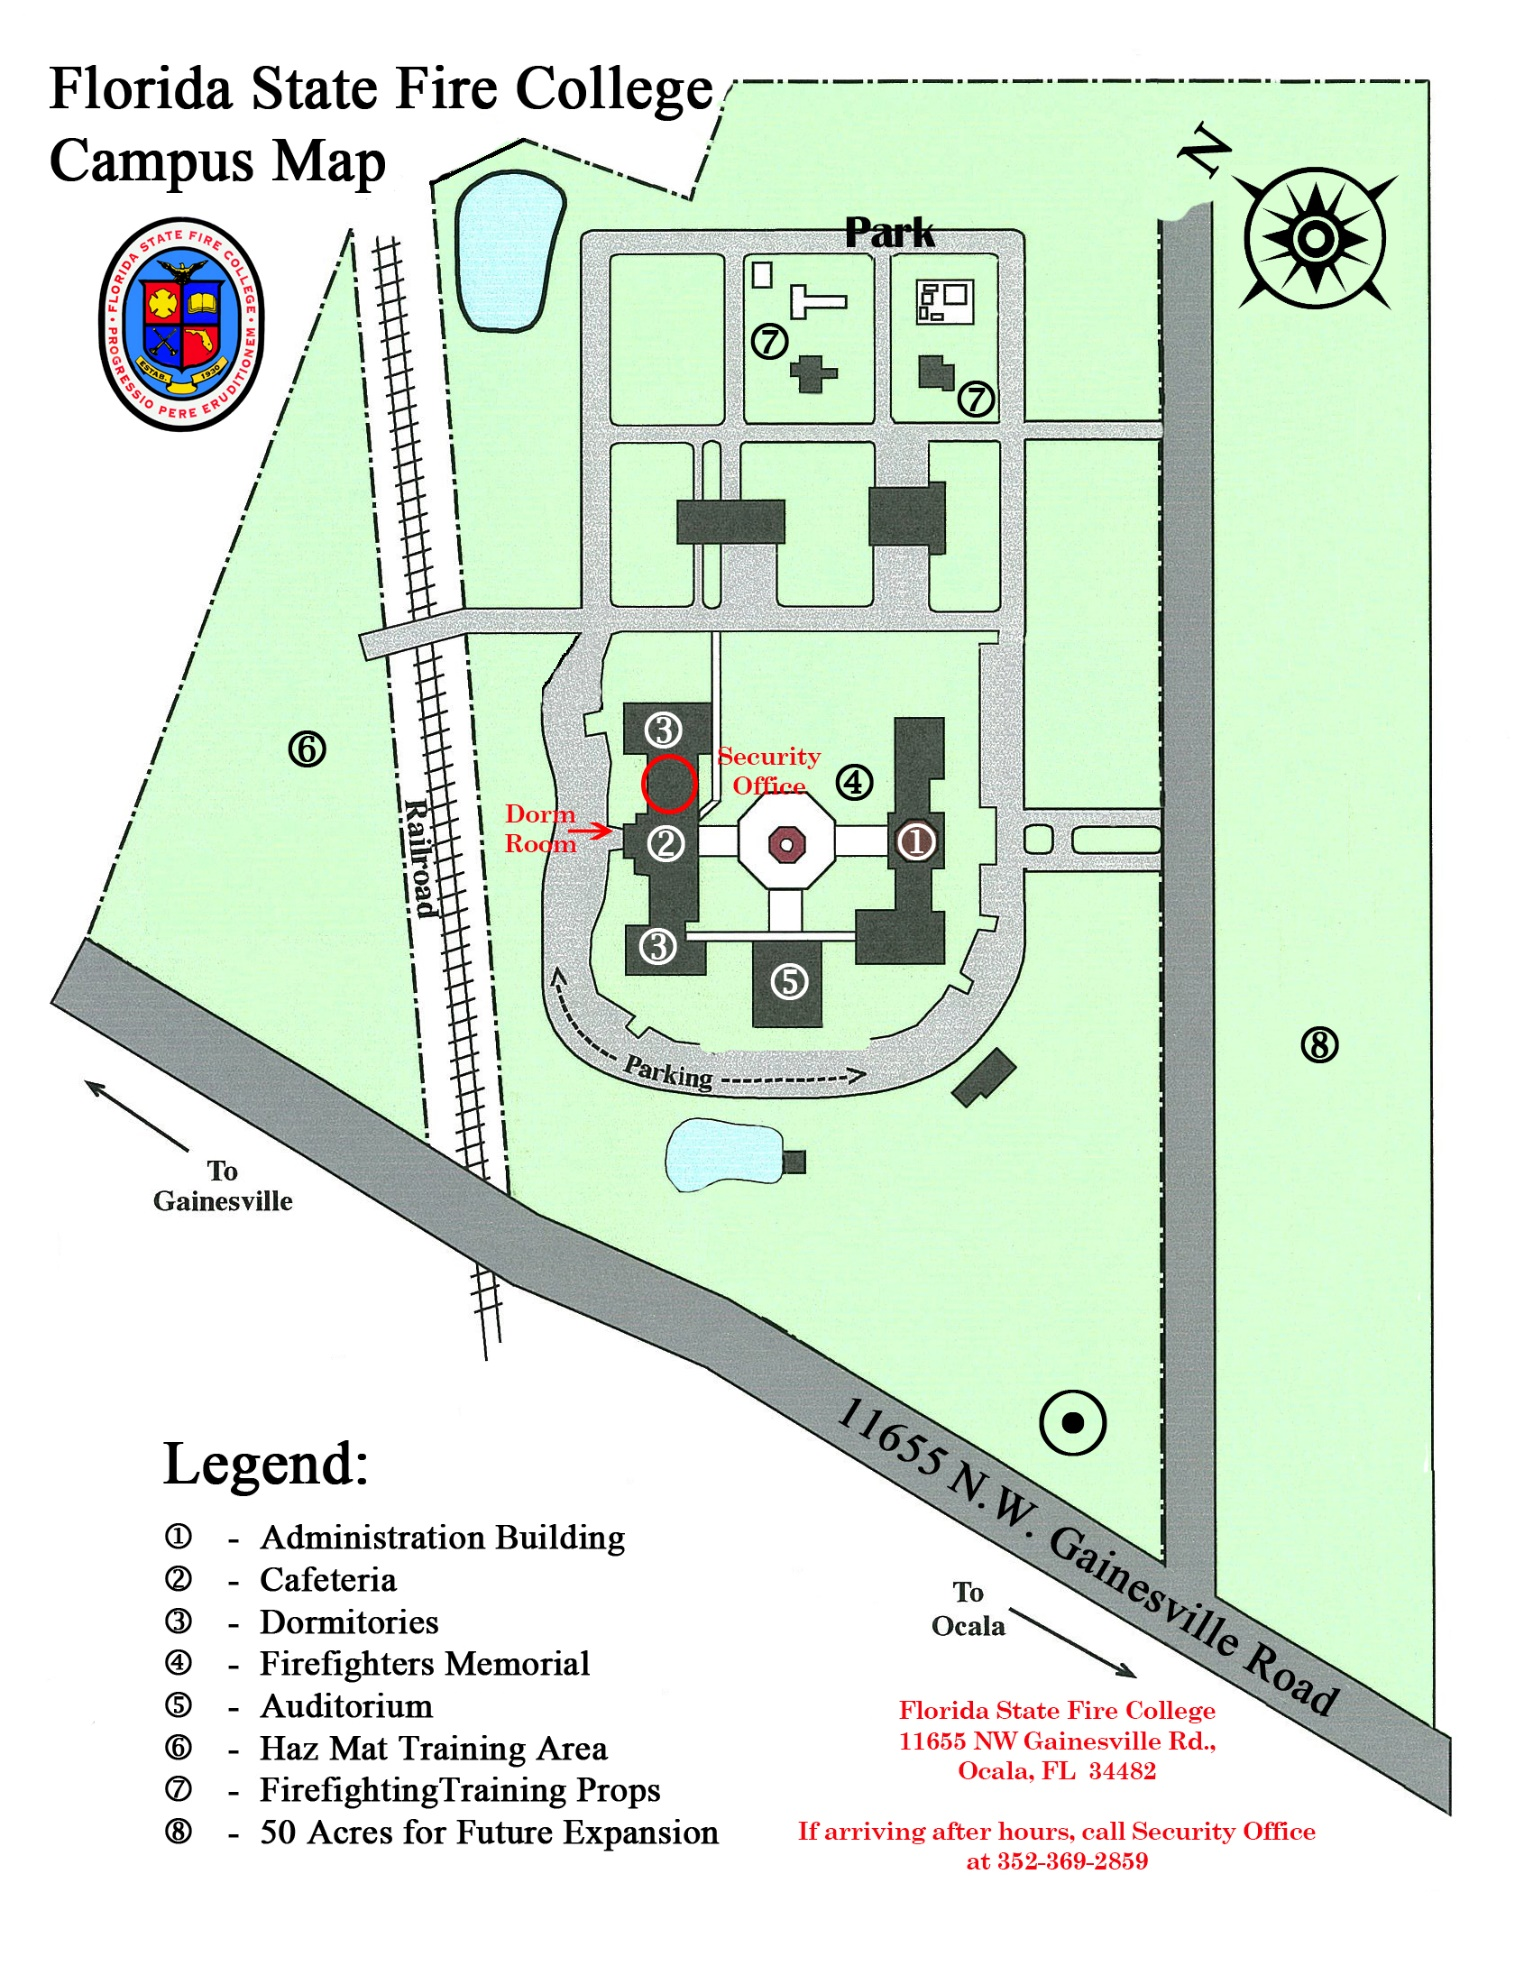 Florida State Fire College
Campus Map
FLORIDA STATE FIRE COLLEGE
PROGRESSIO PERE ERUDITIONEM
ESTAB. 1930
N
Park
7
7
6
Railroad
3
Security
Office
4
Dorm
Room
2
1
3
5
8
Parking
To
Gainesville
11655 N.W. Gainesville Road
To
Ocala
Legend:
1 - Administration Building
2 - Cafeteria
3 - Dormitories
4 - Firefighters Memorial
5 - Auditorium
6 - Haz Mat Training Area
7 - FirefightingTraining Props
8 - 50 Acres for Future Expansion
Florida State Fire College
11655 NW Gainesville Rd.,
Ocala, FL 34482
If arriving after hours, call Security Office
at 352-369-2859